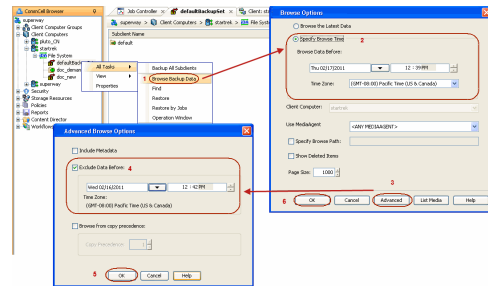 CommCell Browser
superway
Client Computer Groups
Client Computers
pluto_CN
startrek
File System
defaultBackup
doc_deman
doc_new
superway
Security
Storage Resources
Policies
Reports
Content Director
Workflows
Job Controller
defaultBackupSet
Client: sta
superway > Client Computers > startrek > File System
Subclient Name
default
All Tasks
View
Properties
Backup All Subclients
1 Browse Backup Data
Find
Restore
Restore by Jobs
Operation Window
Browse Options
Browse the Latest Data
Specify Browse Time
2
Browse Data Before:
Thu 02/17/2011
12 : 39 PM
Time Zone:
(GMT-08:00) Pacific Time (US & Canada)
Client Computer:
startrek
Use MediaAgent
<ANY MEDIAAGENT>
Specify Browse Path:
Show Deleted Items
Page Size:
1000
3
6
OK
Cancel
Advanced
List Media
Help
Advanced Browse Options
Include Metadata
Exclude Data Before:
4
Wed 02/16/2011
12 : 42 PM
Time Zone:
(GMT-08:00) Pacific Time (US & Canada)
Browse from copy precedence:
Copy Precedence:
1
5
OK
Cancel
Help